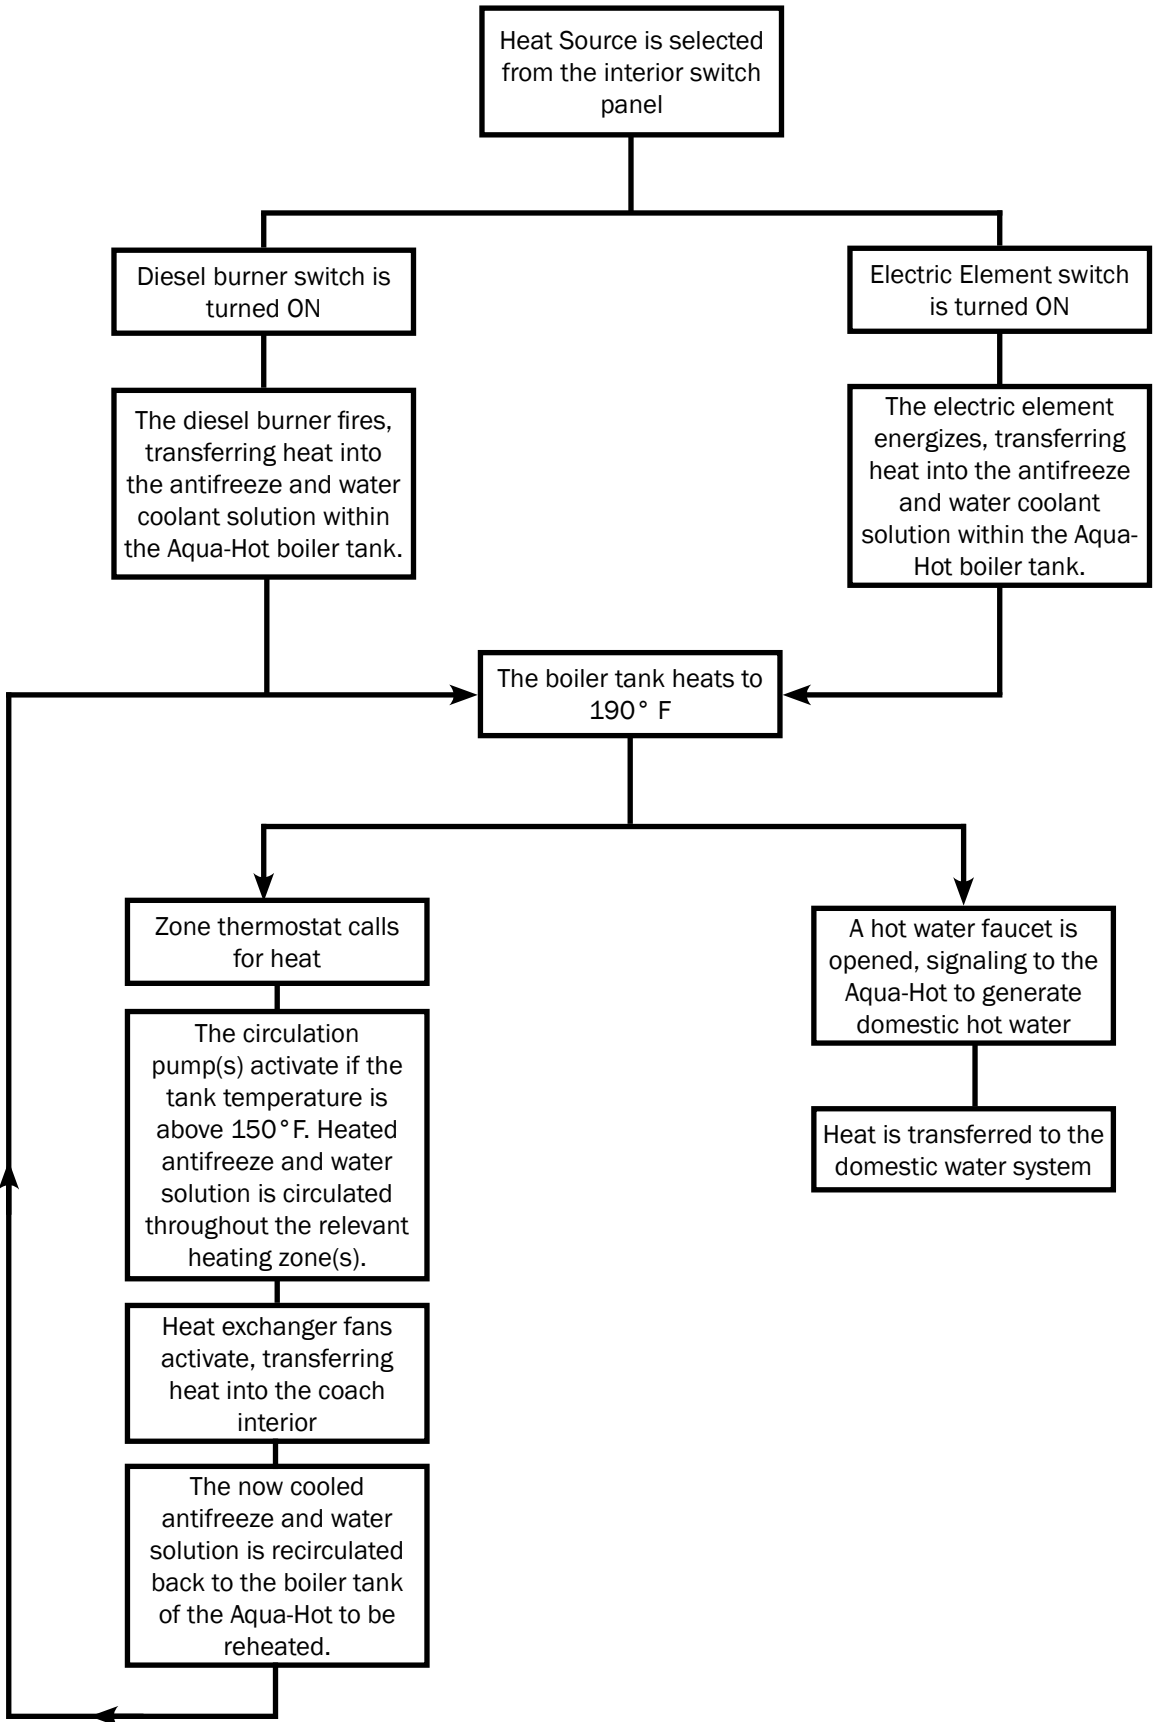 Heat Source is selected
from the interior switch
panel
Diesel burner switch is
turned ON
Electric Element switch
is turned ON
The diesel burner fires,
transferring heat into
the antifreeze and water
coolant solution within
the Aqua-Hot boiler tank.
The electric element
energizes, transferring
heat into the antifreeze
and water coolant
solution within the Aqua-
Hot boiler tank.
The boiler tank heats to
190° F
Zone thermostat calls
for heat
The circulation
pump(s) activate if the
tank temperature is
above 150°F. Heated
antifreeze and water
solution is circulated
throughout the relevant
heating zone(s).
Heat exchanger fans
activate, transferring
heat into the coach
interior
The now cooled
antifreeze and water
solution is recirculated
back to the boiler tank
of the Aqua-Hot to be
reheated.
A hot water faucet is
opened, signaling to the
Aqua-Hot to generate
domestic hot water
Heat is transferred to the
domestic water system